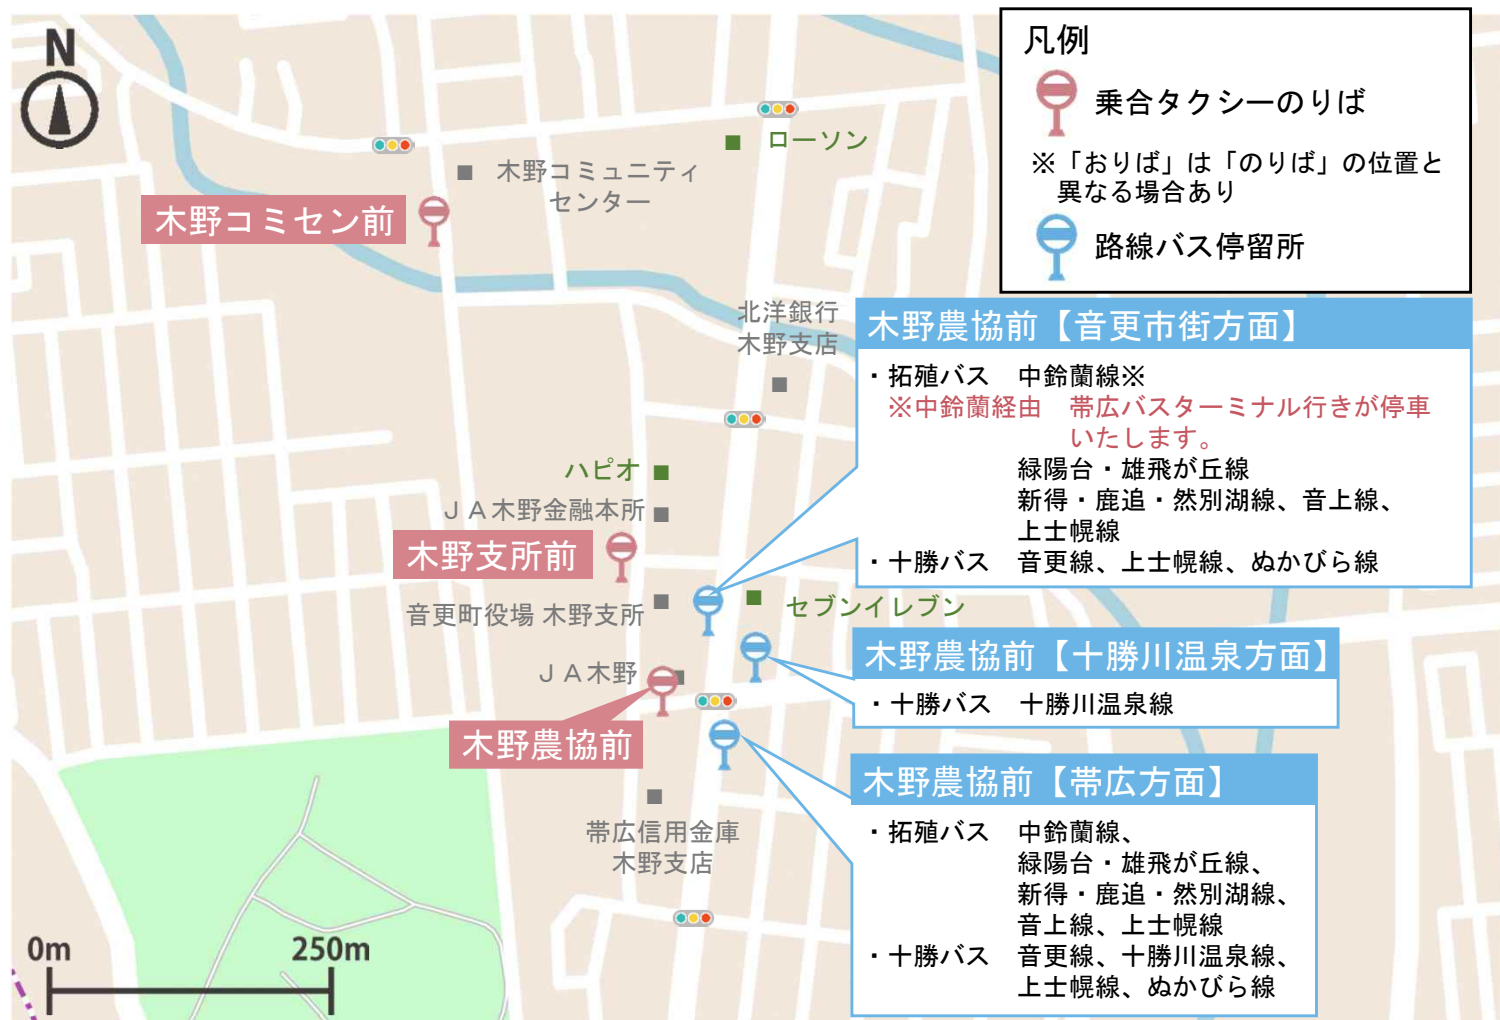 N
凡例
乗合タクシーのりば
※「おりば」は「のりば」の位置と
異なる場合あり
路線バス停留所
ローソン
木野コミュニティ
センター
木野コミセン前
北洋銀行
木野支店
木野農協前【音更市街方面】
・拓殖バス 中鈴蘭線※
※中鈴蘭経由 帯広バスターミナル行きが停車
いたします。
緑陽台・雄飛が丘線
新得・鹿追・然別湖線、音上線、
上士幌線
・十勝バス 音更線、上士幌線、ぬかびら線
ハピオ
ＪＡ木野金融本所
木野支所前
音更町役場 木野支所
セブンイレブン
ＪＡ木野
木野農協前【十勝川温泉方面】
・十勝バス 十勝川温泉線
木野農協前
木野農協前【帯広方面】
・拓殖バス 中鈴蘭線、
緑陽台・雄飛が丘線、
新得・鹿追・然別湖線、
音上線、上士幌線
・十勝バス 音更線、十勝川温泉線、
上士幌線、ぬかびら線
帯広信用金庫
木野支店
0m 250m